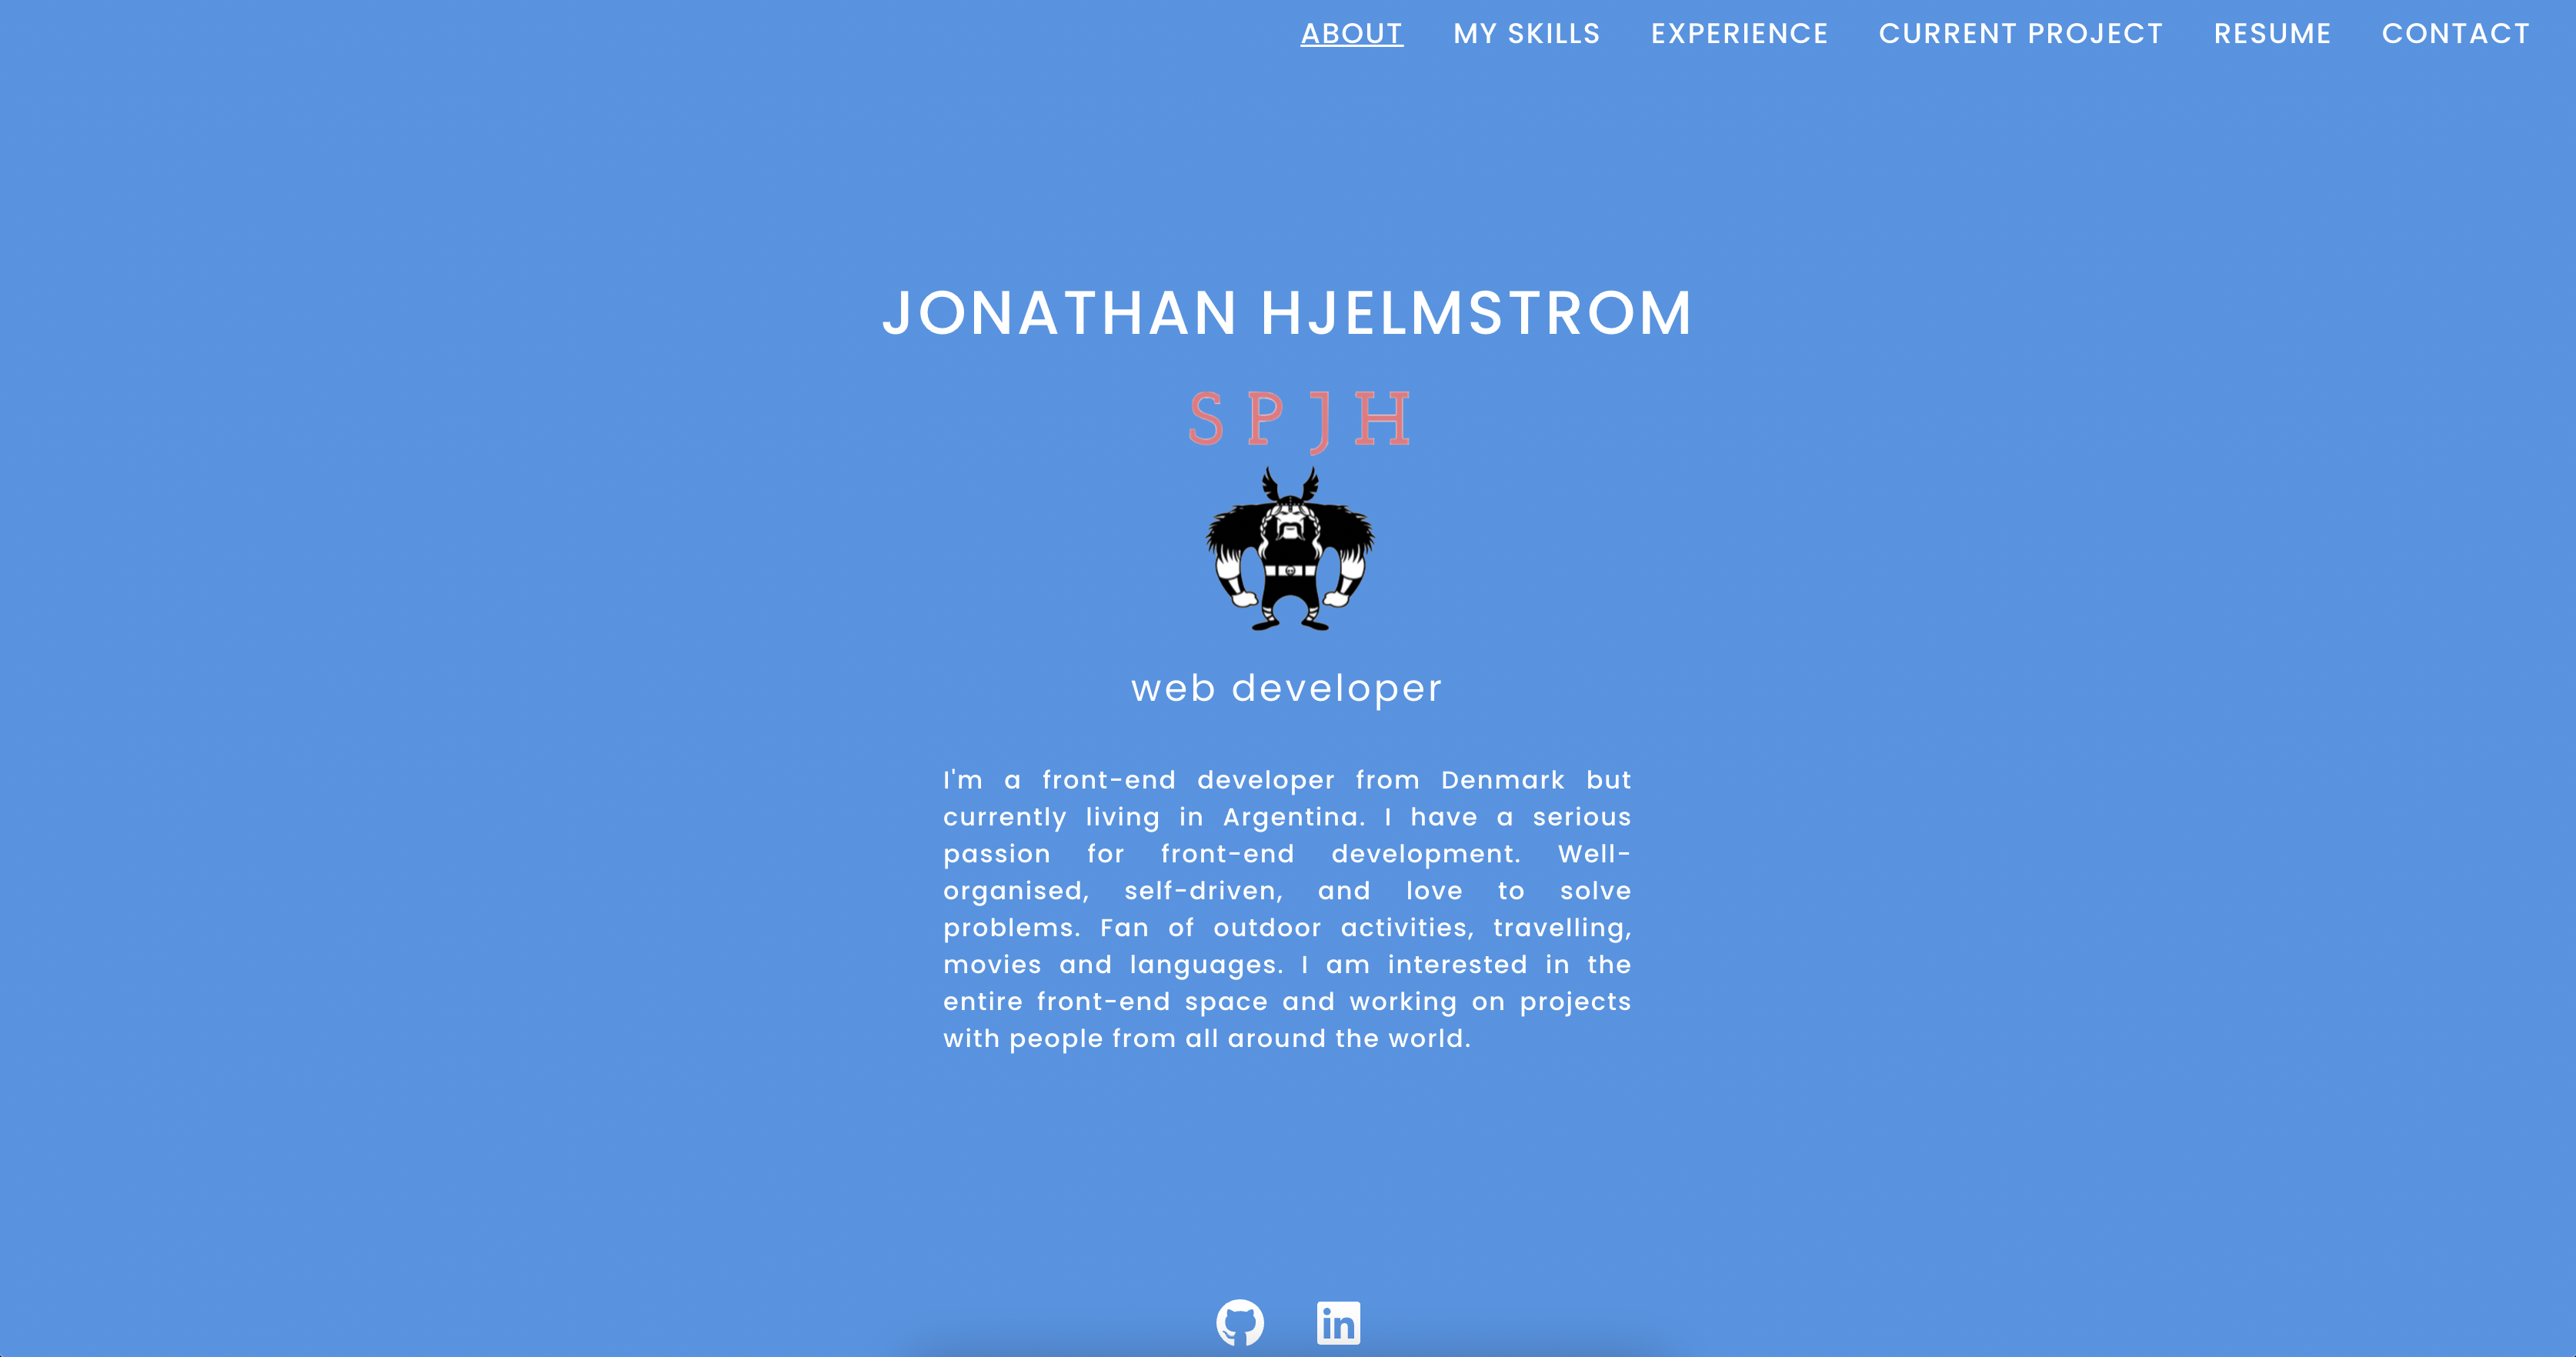 ABOUT MY SKILLS EXPERIENCE CURRENT PROJECT RESUME CONTACT
JONATHAN HJELMSTROM
SPJH
web developer
I'm a front-end developer from Denmark but
currently living in Argentina. I have a serious
passion for front-end development. Well-
organised, self-driven, and love to solve
problems. Fan of outdoor activities, travelling,
movies and languages. I am interested in the
entire front-end space and working on projects
with people from all around the world.
in